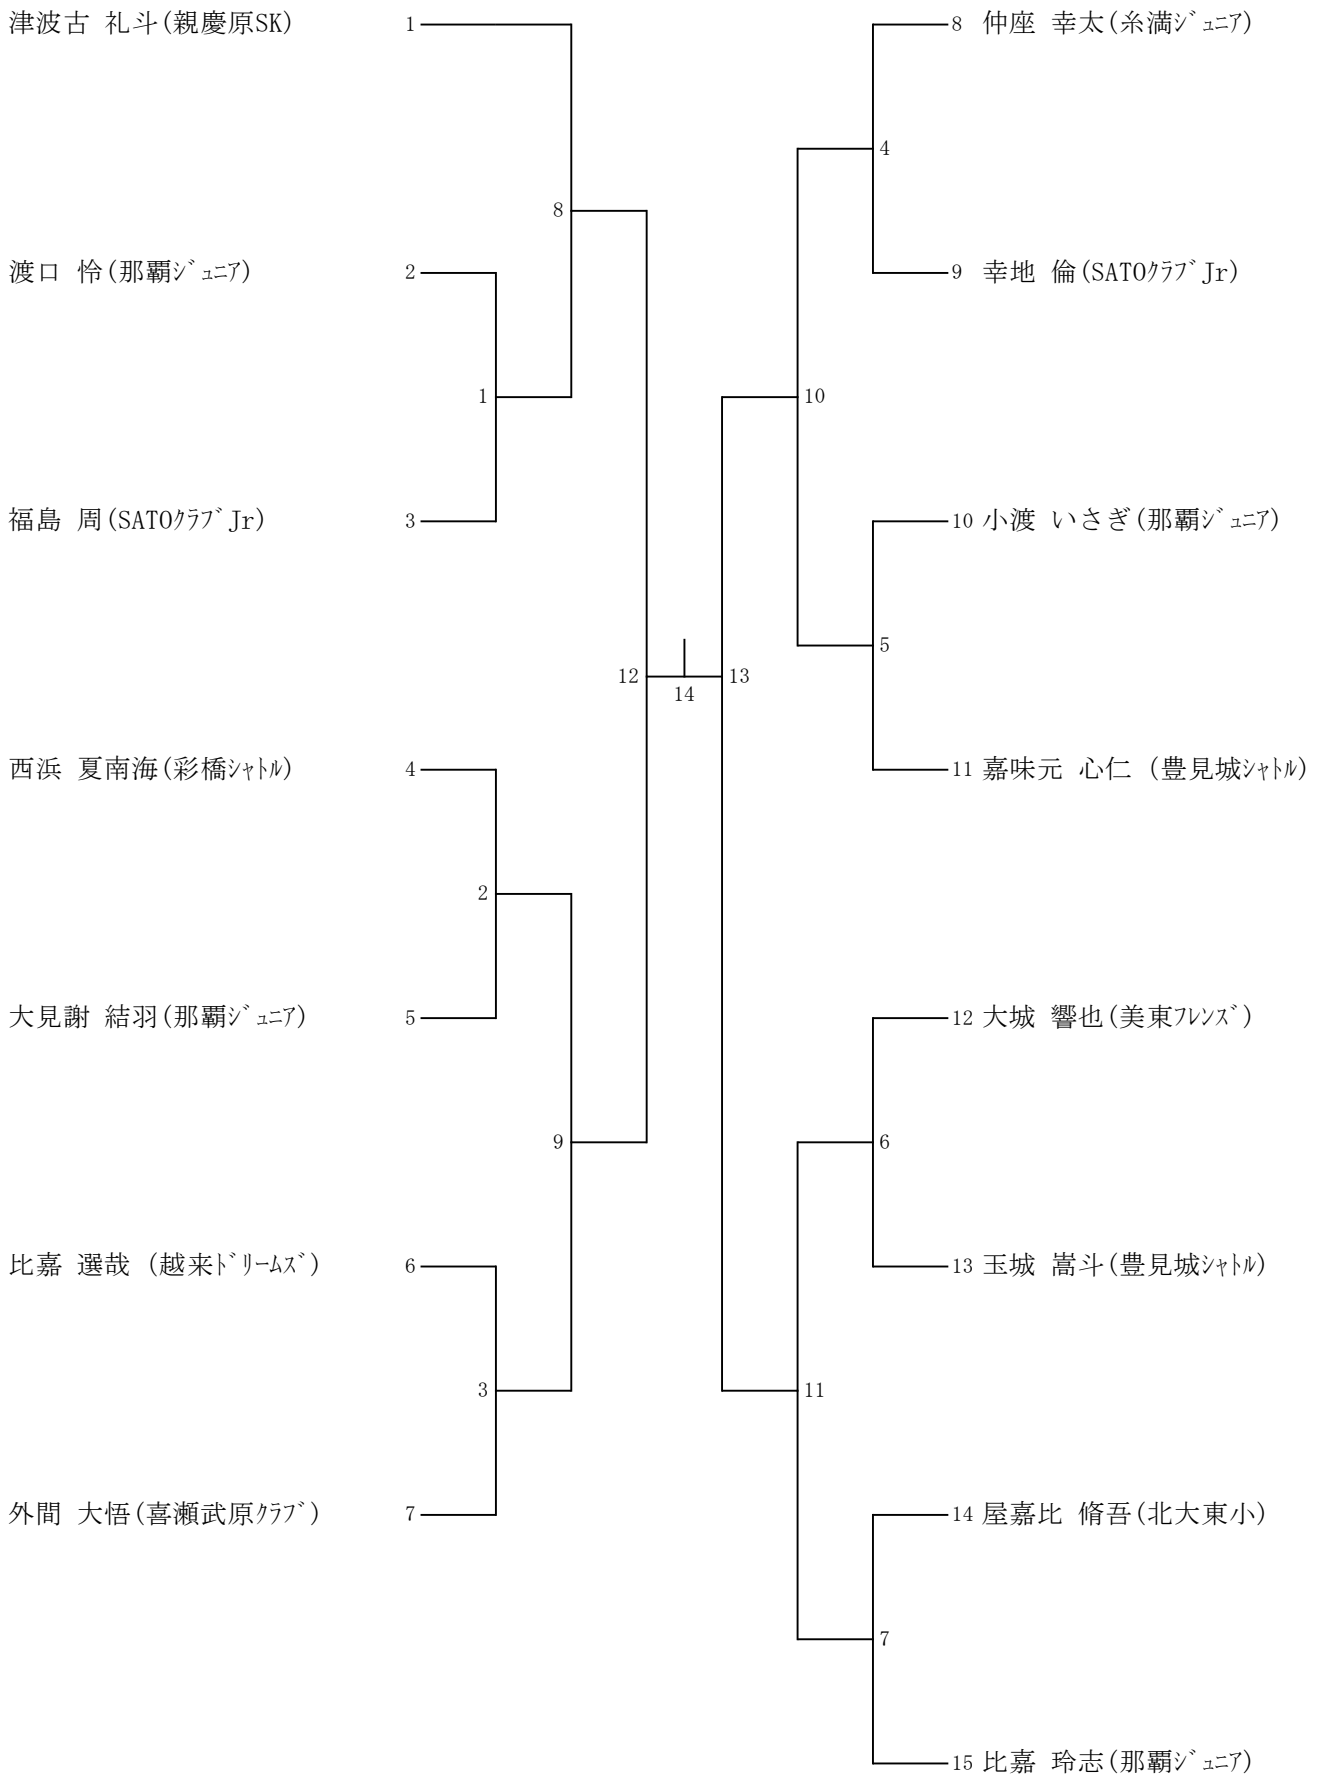 津波古 礼斗(親慶原SK) 1
8
渡口 怜(那覇ｼﾞｭﾆｱ) 2
1
福島 周(SATOｸﾗﾌﾞJr) 3
12
14
西浜 夏南海(彩橋ｼｬﾄﾙ) 4
2
大見謝 結羽(那覇ｼﾞｭﾆｱ) 5
9
比嘉 選哉 (越来ﾄﾞﾘｰﾑｽﾞ) 6
3
外間 大悟(喜瀬武原ｸﾗﾌﾞ) 7
8 仲座 幸太(糸満ｼﾞｭﾆｱ)
4
9 幸地 倫(SATOｸﾗﾌﾞJr)
10
10 小渡 いさぎ(那覇ｼﾞｭﾆｱ)
5
13
11 嘉味元 心仁 (豊見城ｼｬﾄﾙ)
12 大城 響也(美東ﾌﾚﾝｽﾞ)
6
13 玉城 嵩斗(豊見城ｼｬﾄﾙ)
11
14 屋嘉比 脩吾(北大東小)
7
15 比嘉 玲志(那覇ｼﾞｭﾆｱ)